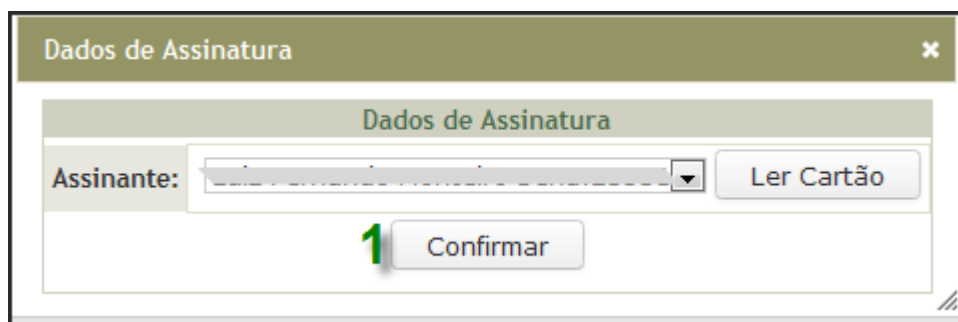 Dados de Assinatura
Dados de Assinatura
Assinante: Ler Cartão
1 Confirmar